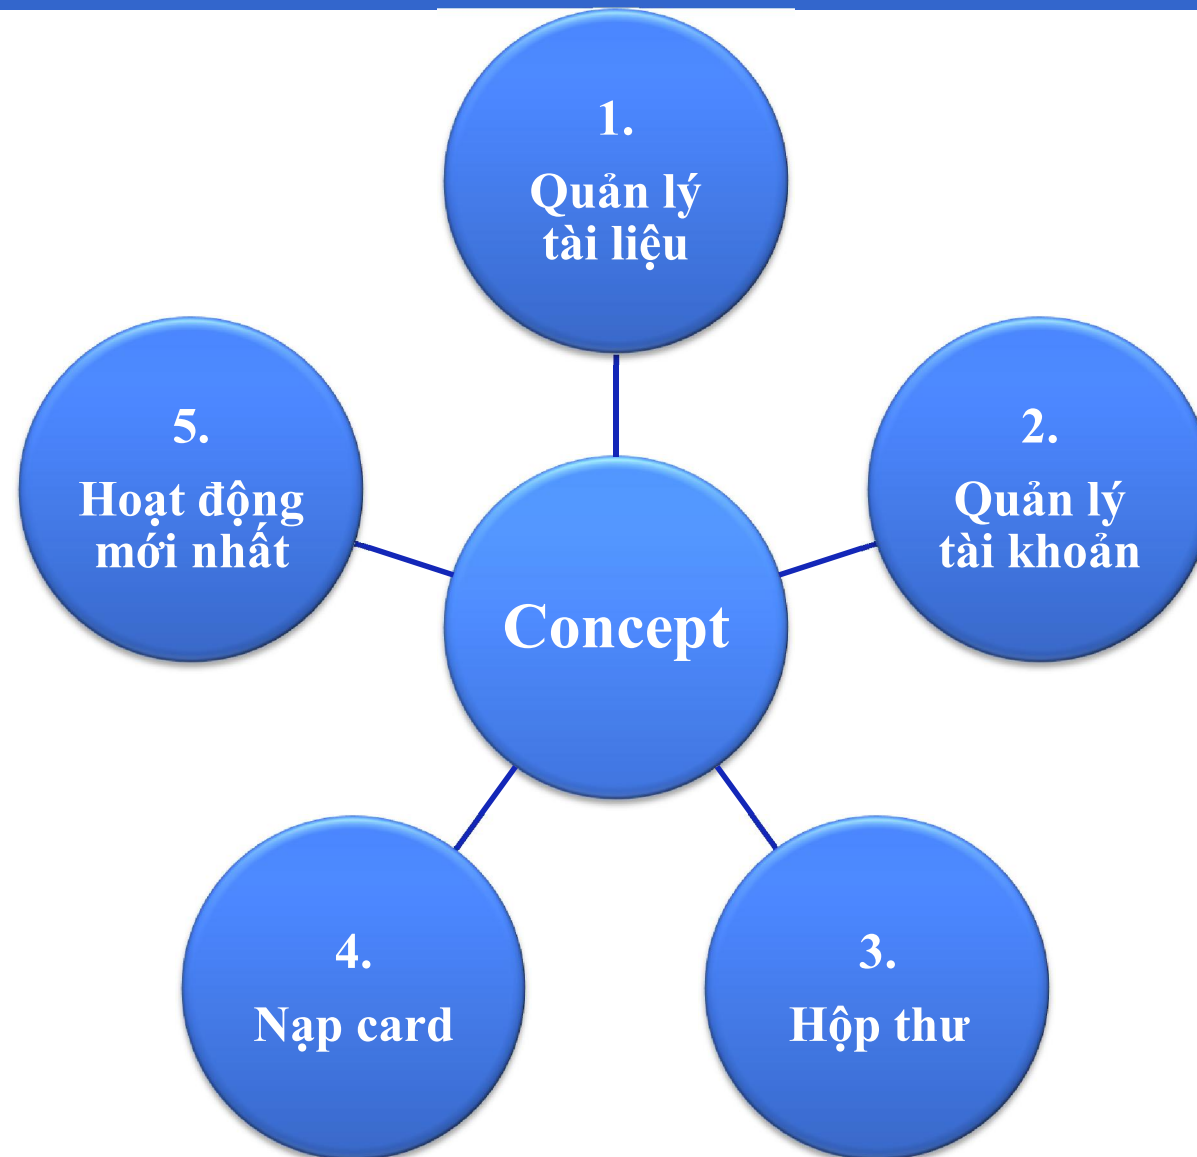 1.
Quản lý
tài liệu
2.
Quản lý
tài khoản
3.
Hộp thư
4.
Nạp card
5.
Hoạt động
mới nhất
Concept